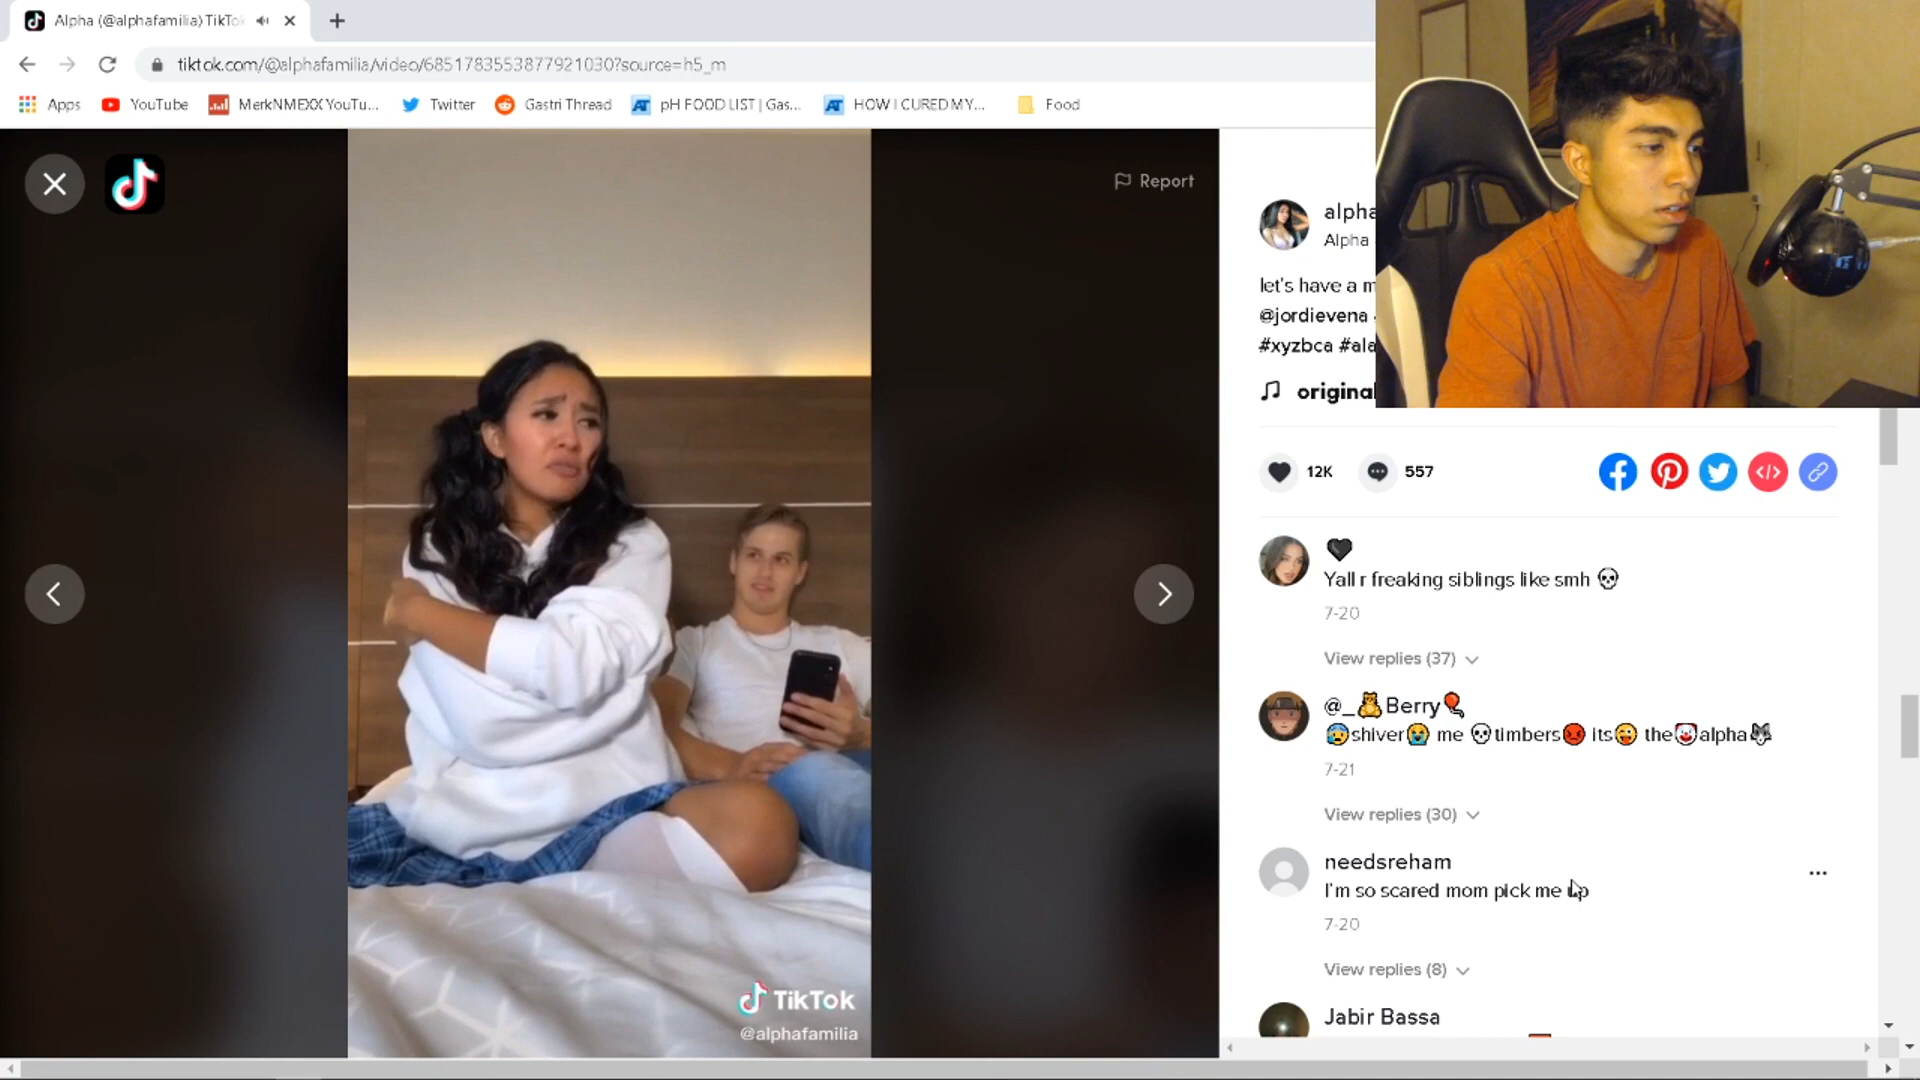 Alpha (@alphafamilia) TikTok
tiktok.com/@alphafamilia/video/6851783553877921030?source=h5_m
Apps YouTube MerkNMEXX YouTu... Twitter Gastri Thread pH FOOD LIST | Gas... HOW I CURED MY... Food
Report
alpha
Alpha
let's have a m
@jordievena
#xyzbca #ala
original
12K 557
🖤
Yall r freaking siblings like smh 💀
7-20
View replies (37)
@_🧸Berry🎈
😰shiver😭 me 💀timbers😡 its😜 the🤡alpha🐺
7-21
View replies (30)
needsreham
I'm so scared mom pick me up
7-20
View replies (8)
Jabir Bassa
TikTok
@alphafamilia